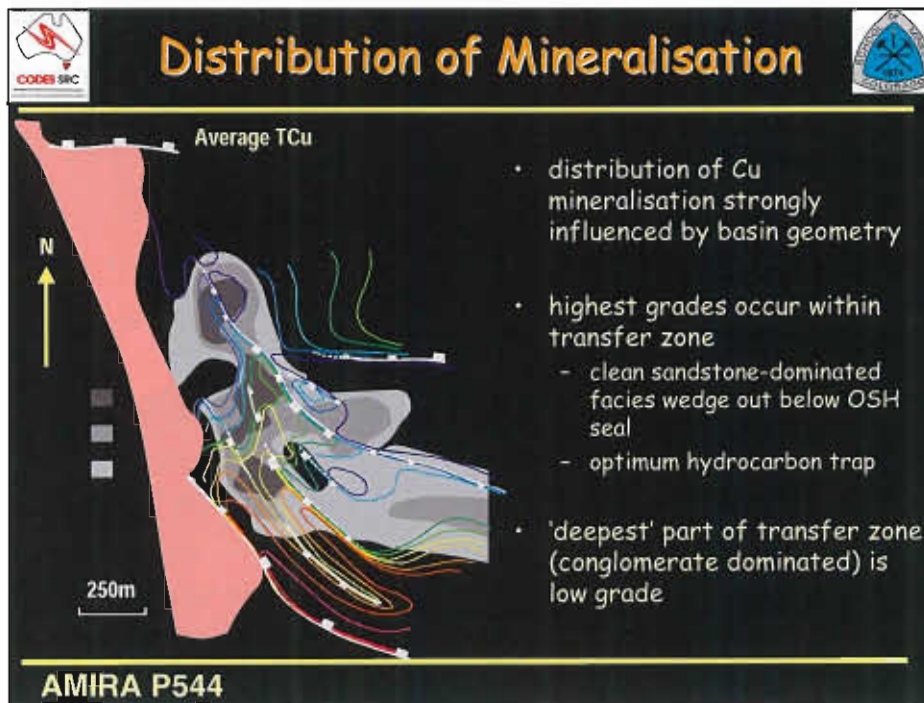 CODES SRC
Distribution of Mineralisation
1874
COLORADO
Average TCu
N
250m
• distribution of Cu
mineralisation strongly
influenced by basin geometry
• highest grades occur within
transfer zone
- clean sandstone-dominated
facies wedge out below OSH
seal
- optimum hydrocarbon trap
• 'deepest' part of transfer zone
(conglomerate dominated) is
low grade
AMIRA P544